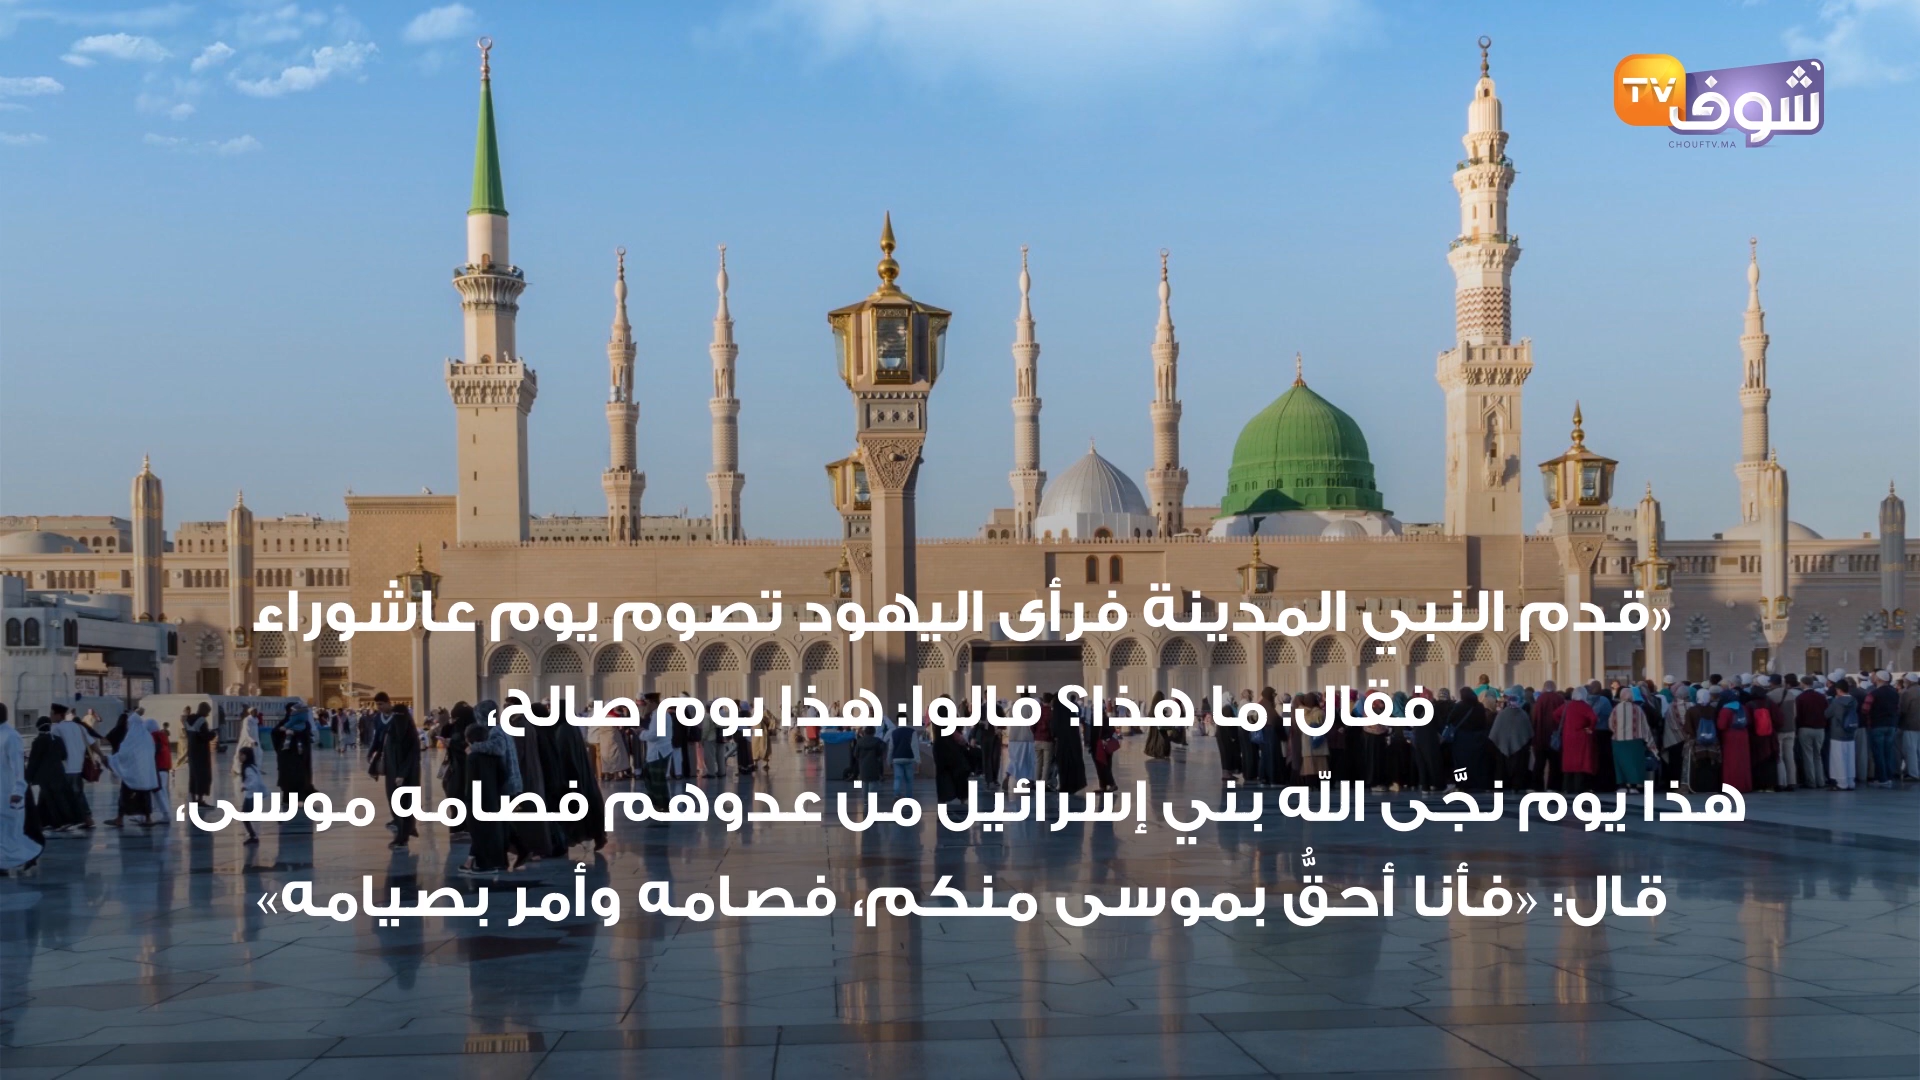 TV شوف
CHOUFTV.MA
«قدم النبي المدينة فرأى اليهود تصوم يوم عاشوراء
فقال: ما هذا؟ قالوا: هذا يوم صالح،
هذا يوم نجَّى اللّه بني إسرائيل من عدوهم فصامه موسى،
قال: «فأنا أحقُّ بموسى منكم، فصامه وأمر بصيامه»